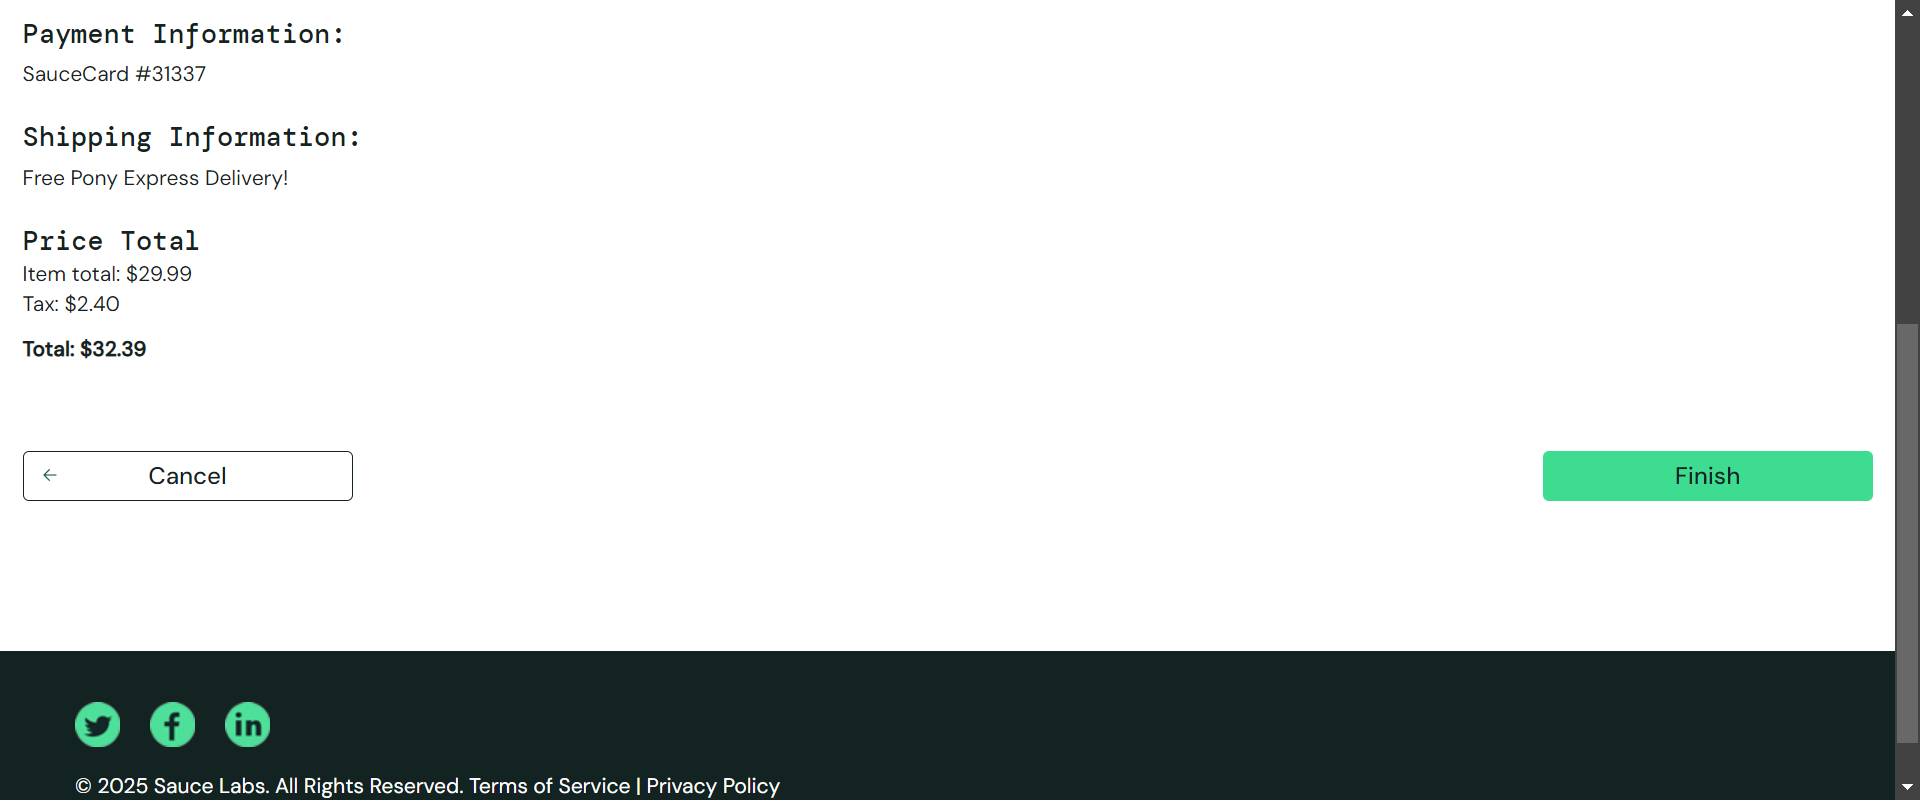 Payment Information:
SauceCard #31337
Shipping Information:
Free Pony Express Delivery!
Price Total
Item total: $29.99
Tax: $2.40
Total: $32.39
Cancel
Finish
© 2025 Sauce Labs. All Rights Reserved. Terms of Service | Privacy Policy